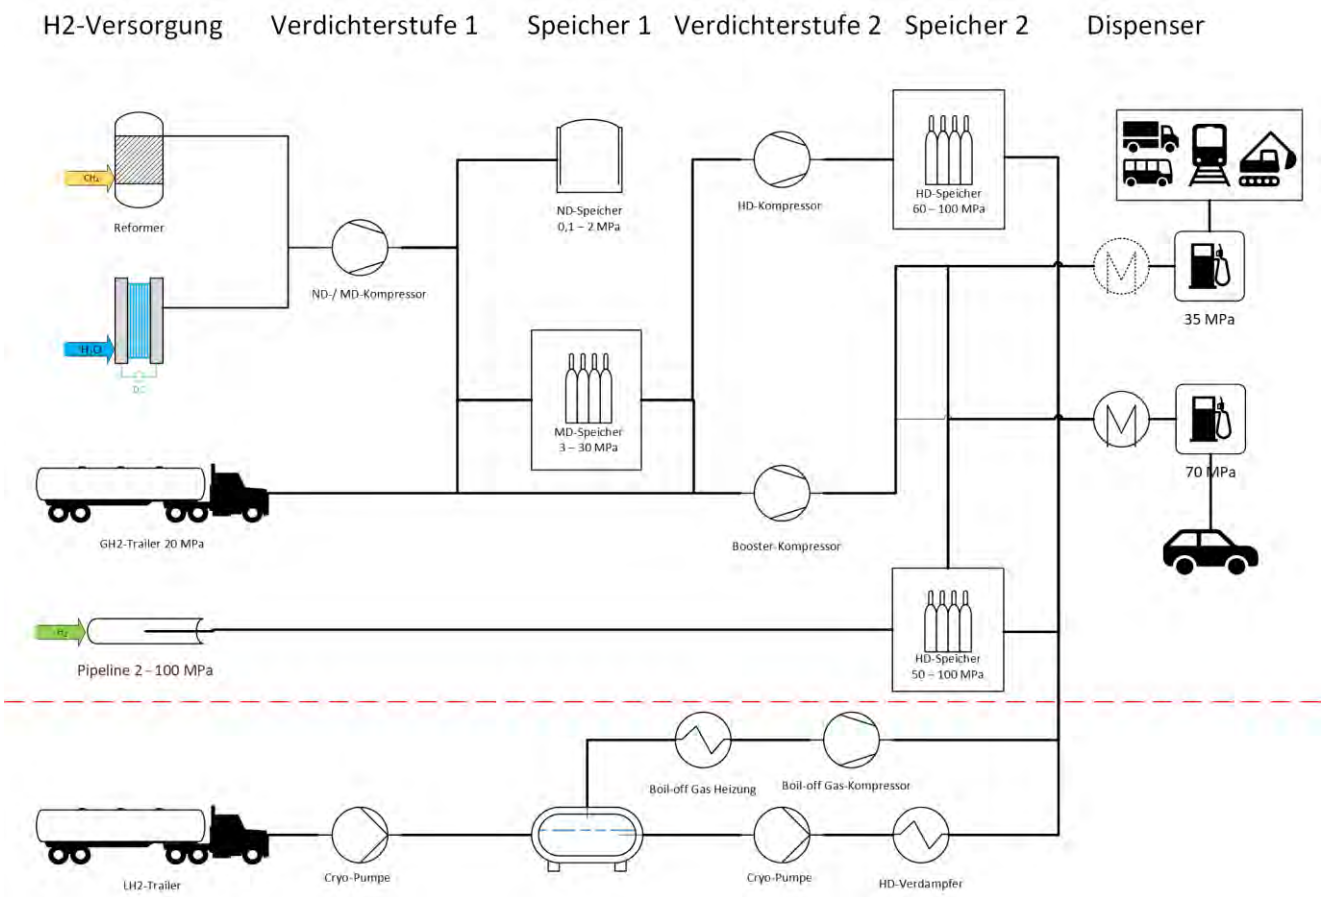 H2-Versorgung
Verdichterstufe 1
Speicher 1
Verdichterstufe 2
Speicher 2
Dispenser
CH₄
Reformer
ND-Speicher
0,1 – 2 MPa
HD-Kompressor
HD-Speicher
60 – 100 MPa
ND-/ MD-Kompressor
35 MPa
H₂O
DC
MD-Speicher
3 – 30 MPa
70 MPa
GH2-Trailer 20 MPa
Booster-Kompressor
H₂
Pipeline 2 – 100 MPa
HD-Speicher
50 – 100 MPa
Boil-off Gas Heizung
Boil-off Gas-Kompressor
LH2-Trailer
Cryo-Pumpe
Cryo-Pumpe
HD-Verdampfer